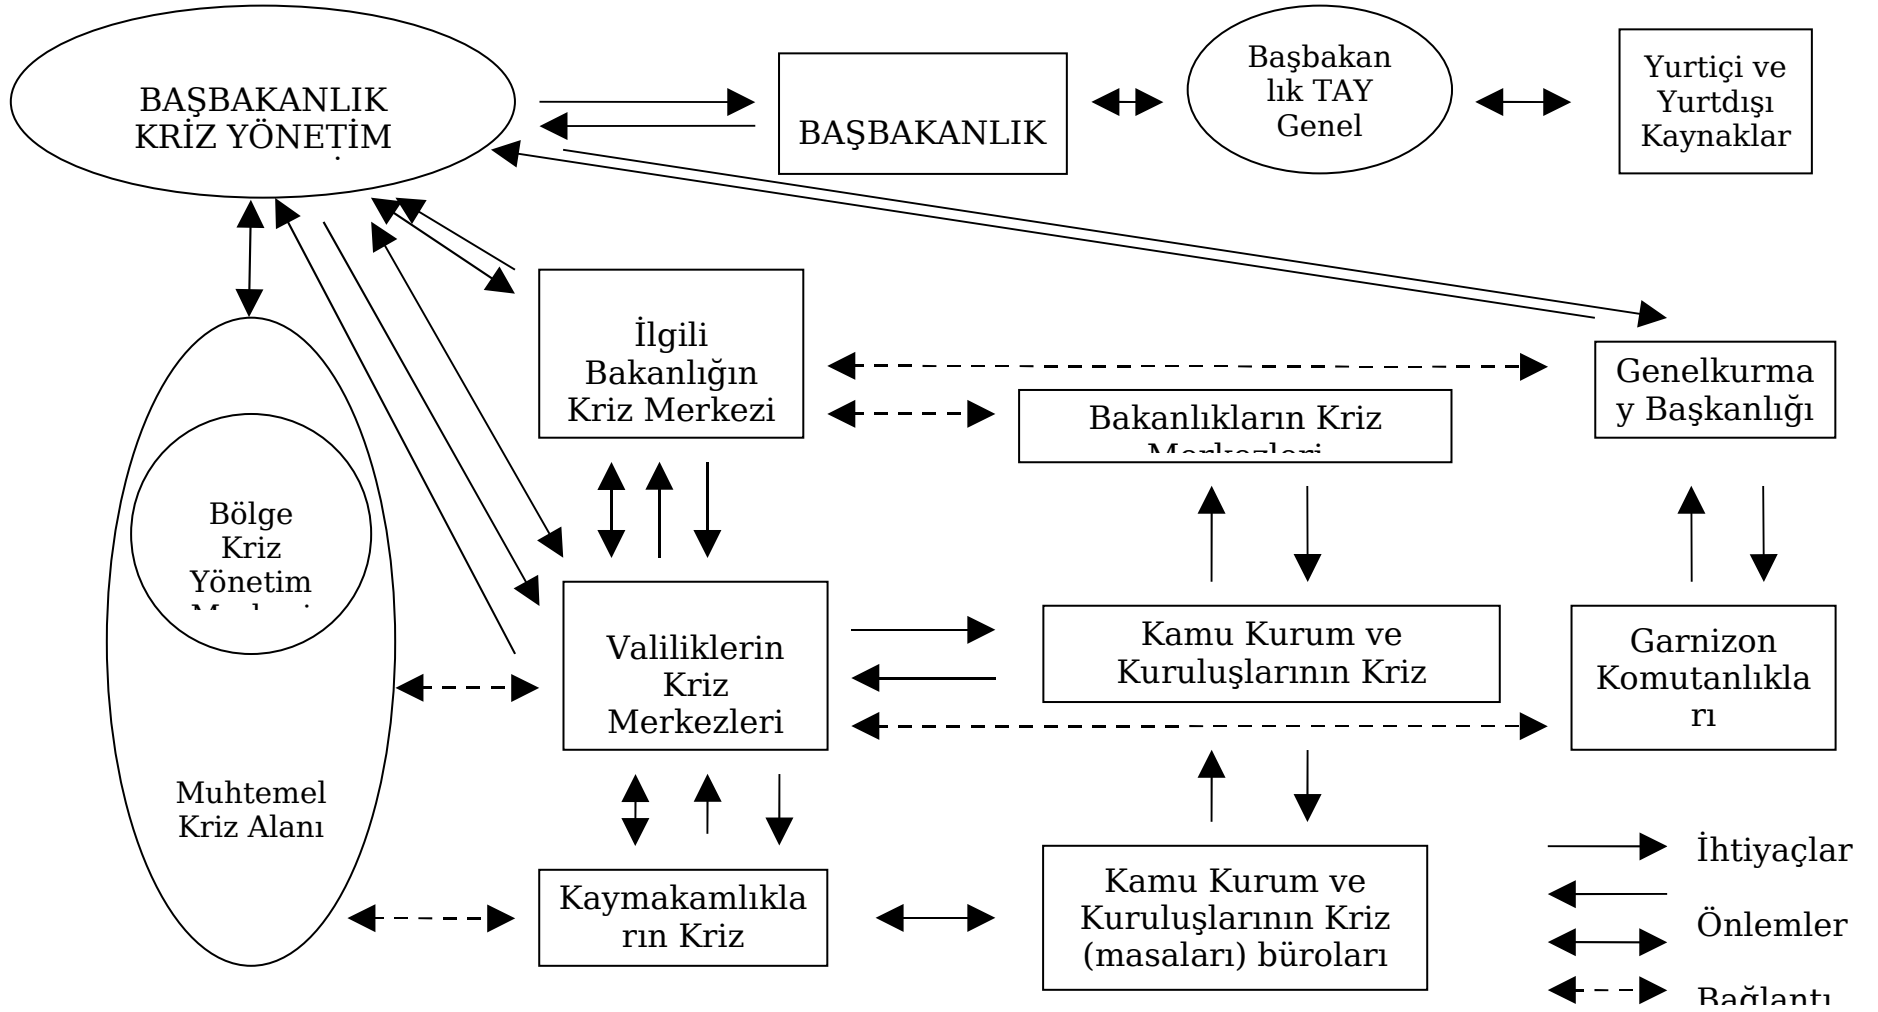 BAŞBAKANLIK
KRİZ YÖNETİM
BAŞBAKANLIK
Başbakan
lık TAY
Genel
Yurtiçi ve
Yurtdışı
Kaynaklar
İlgili
Bakanlığın
Kriz Merkezi
Bakanlıkların Kriz
Merkezleri
Genelkurma
y Başkanlığı
Bölge
Kriz
Yönetim
Valiliklerin
Kriz
Merkezleri
Kamu Kurum ve
Kuruluşlarının Kriz
Garnizon
Komutanlıkla
rı
Muhtemel
Kriz Alanı
Kaymakamlıkla
rın Kriz
Kamu Kurum ve
Kuruluşlarının Kriz
(masaları) büroları
İhtiyaçlar
Önlemler
Bağlantı